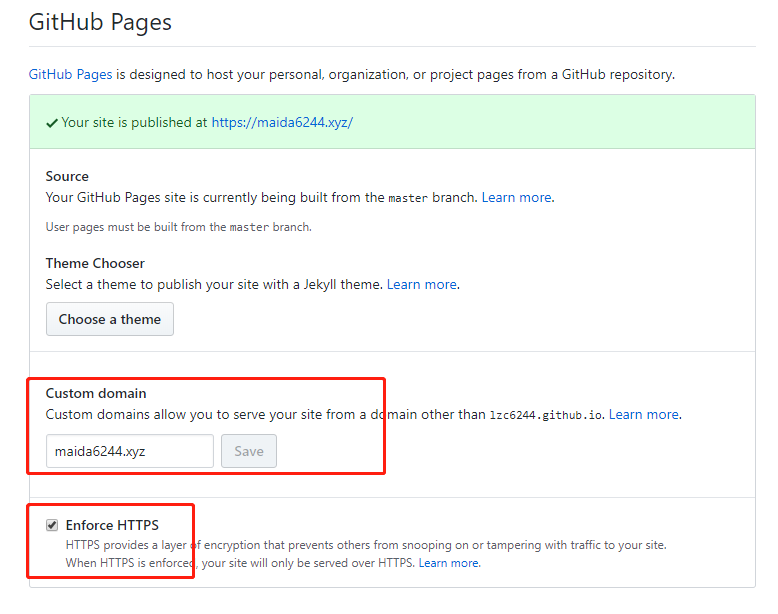 GitHub Pages
GitHub Pages is designed to host your personal, organization, or project pages from a GitHub repository.
Your site is published at https://maida6244.xyz/
Source
Your GitHub Pages site is currently being built from the master branch. Learn more.
User pages must be built from the master branch.
Theme Chooser
Select a theme to publish your site with a Jekyll theme. Learn more.
Choose a theme
Custom domain
Custom domains allow you to serve your site from a domain other than lzc6244.github.io. Learn more.
maida6244.xyz Save
Enforce HTTPS
HTTPS provides a layer of encryption that prevents others from snooping on or tampering with traffic to your site.
When HTTPS is enforced, your site will only be served over HTTPS. Learn more.